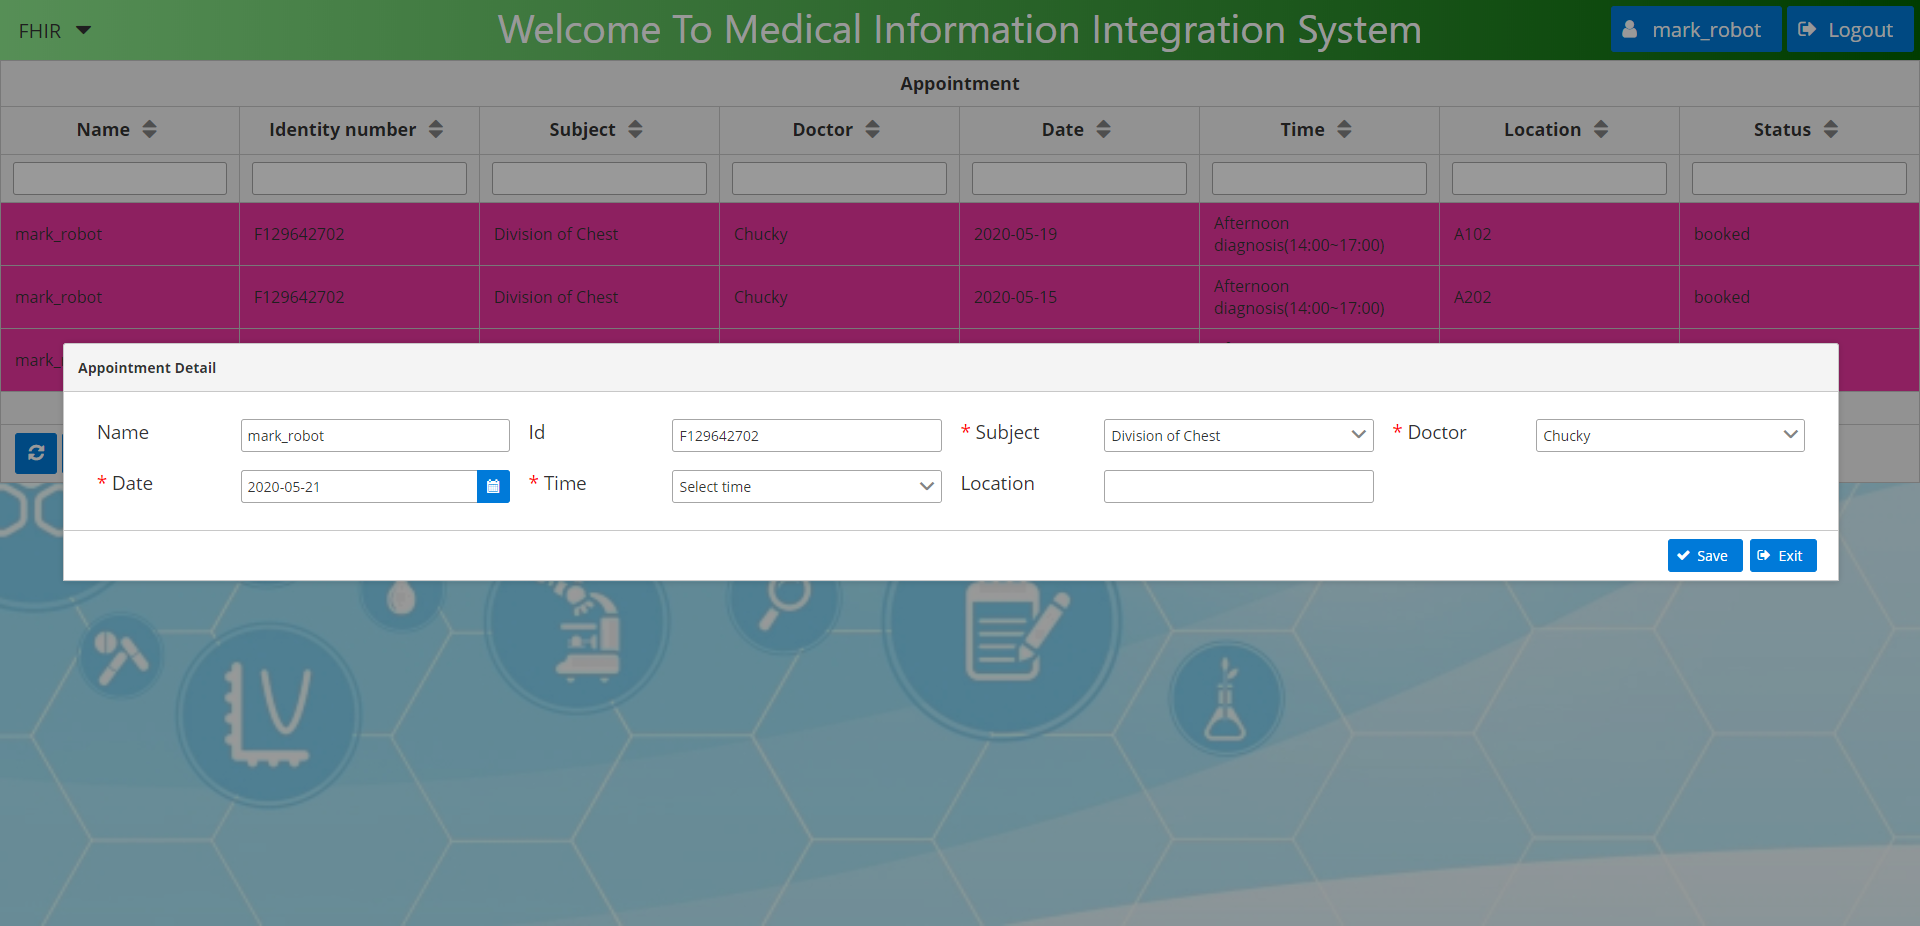 FHIR
Welcome To Medical Information Integration System
mark_robot
Logout
Appointment
Name Identity number Subject Doctor Date Time Location Status
mark_robot F129642702 Division of Chest Chucky 2020-05-19 Afternoon diagnosis(14:00~17:00) A102 booked
mark_robot F129642702 Division of Chest Chucky 2020-05-15 Afternoon diagnosis(14:00~17:00) A202 booked
mark_
Appointment Detail
Name mark_robot Id F129642702 * Subject Division of Chest * Doctor Chucky
* Date 2020-05-21 * Time Select time Location
Save Exit